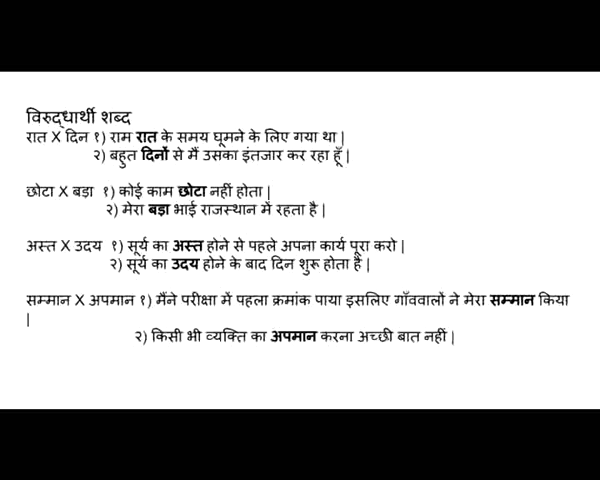 विरुद्धार्थी शब्द
रात X दिन १) राम रात के समय घूमने के लिए गया था |
२) बहुत दिनों से मैं उसका इंतजार कर रहा हूँ |
छोटा X बड़ा १) कोई काम छोटा नहीं होता |
२) मेरा बड़ा भाई राजस्थान में रहता है |
अस्त X उदय १) सूर्य का अस्त होने से पहले अपना कार्य पूरा करो |
२) सूर्य का उदय होने के बाद दिन शुरू होता है |
सम्मान X अपमान १) मैंने परीक्षा में पहला क्रमांक पाया इसलिए गाँववालों ने मेरा सम्मान किया
|
२) किसी भी व्यक्ति का अपमान करना अच्छी बात नहीं |